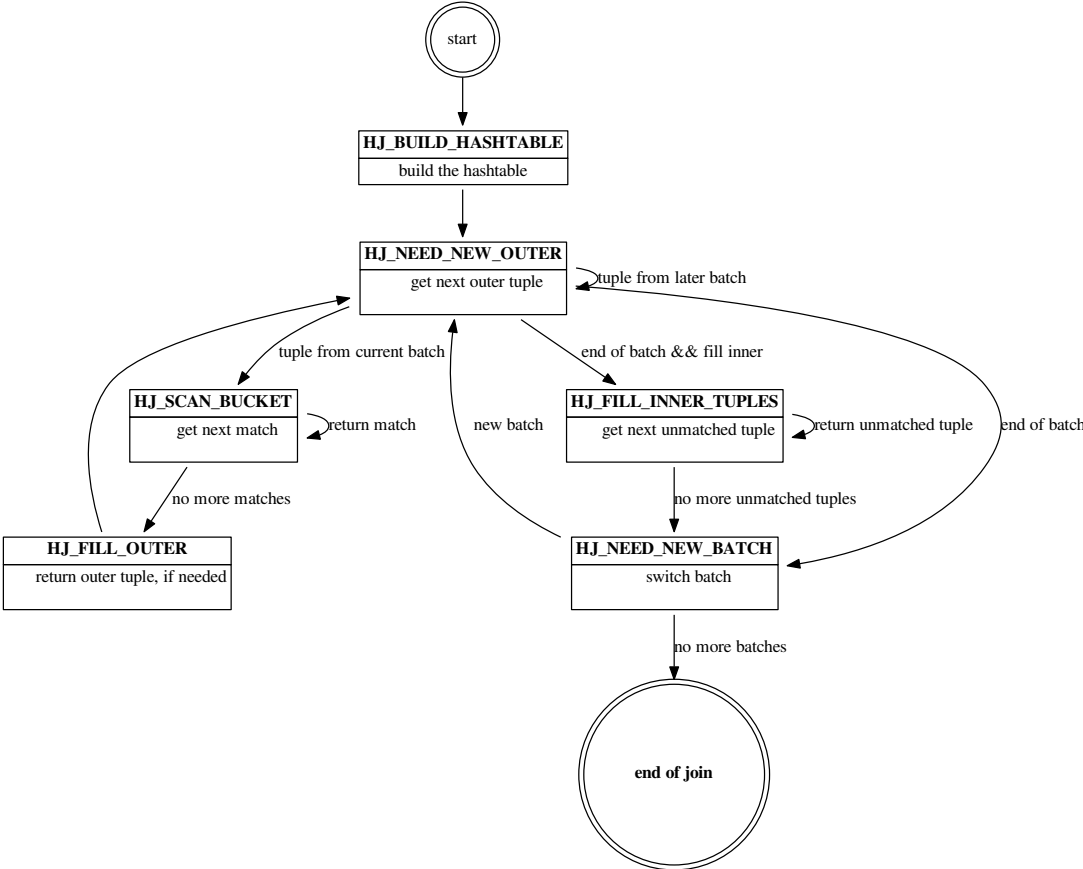 start
HJ_BUILD_HASHTABLE
build the hashtable
HJ_NEED_NEW_OUTER
get next outer tuple
tuple from later batch
tuple from current batch
end of batch && fill inner
HJ_SCAN_BUCKET
get next match
return match
new batch
HJ_FILL_INNER_TUPLES
get next unmatched tuple
return unmatched tuple
end of batch
no more matches
no more unmatched tuples
HJ_FILL_OUTER
return outer tuple, if needed
HJ_NEED_NEW_BATCH
switch batch
no more batches
end of join